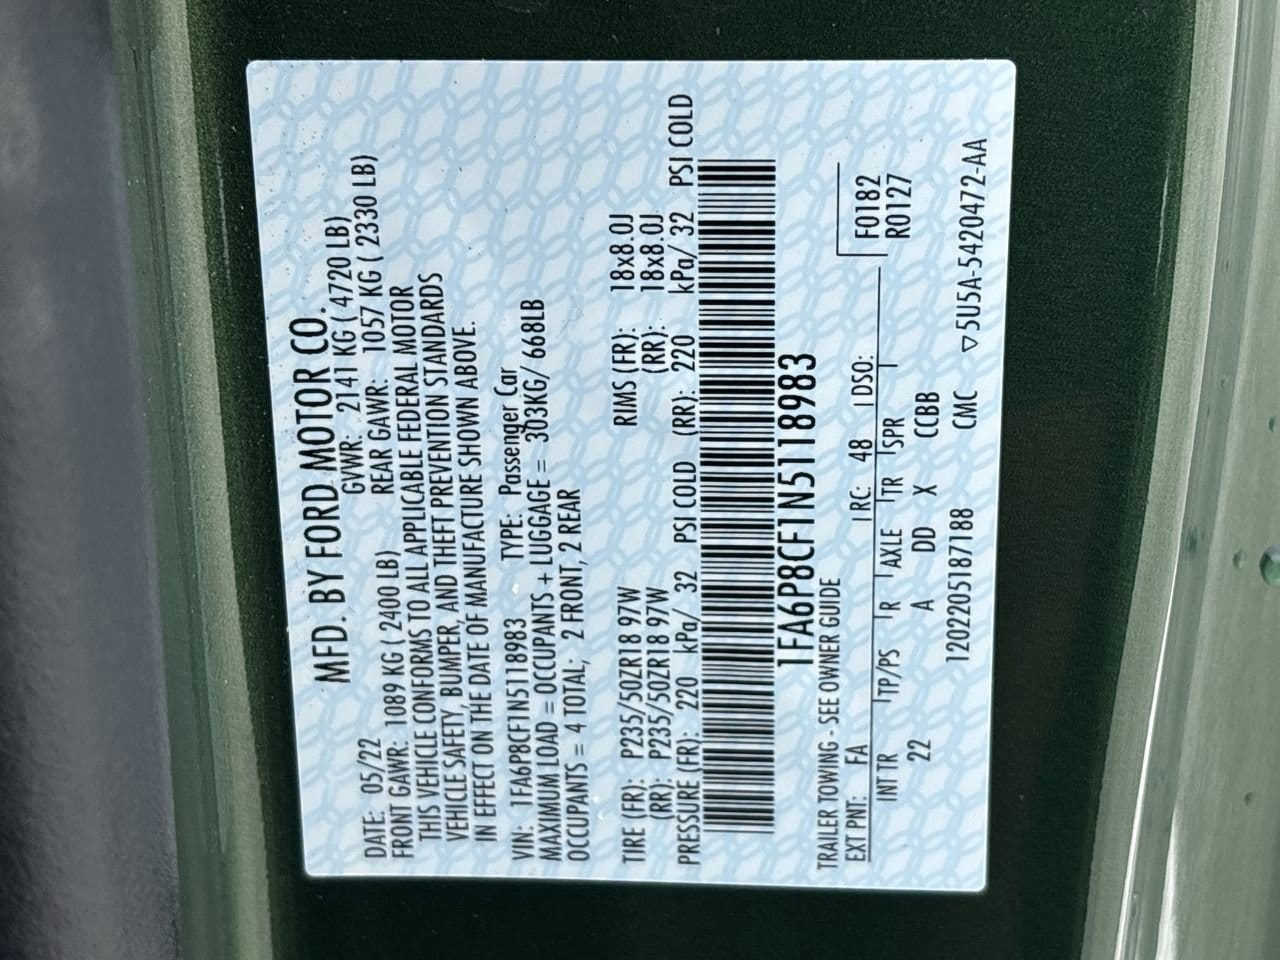 MFD. BY FORD MOTOR CO.
DATE: 05/22 GVWR: 2141 KG ( 4720 LB)
FRONT GAWR: 1089 KG ( 2400 LB) REAR GAWR: 1057 KG ( 2330 LB)
THIS VEHICLE CONFORMS TO ALL APPLICABLE FEDERAL MOTOR
VEHICLE SAFETY, BUMPER, AND THEFT PREVENTION STANDARDS
IN EFFECT ON THE DATE OF MANUFACTURE SHOWN ABOVE.
VIN: 1FA6P8CF1N5118983 TYPE: Passenger Car
MAXIMUM LOAD = OCCUPANTS + LUGGAGE = 303KG/ 668LB
OCCUPANTS = 4 TOTAL; 2 FRONT, 2 REAR
TIRE (FR): P235/50ZR18 97W RIMS (FR): 18x8.0J
(RR): P235/50ZR18 97W (RR): 18x8.0J
PRESSURE (FR): 220 kPa/ 32 PSI COLD (RR): 220 kPa/ 32 PSI COLD
1FA6P8CF1N5118983
TRAILER TOWING - SEE OWNER GUIDE
F0182
R0127
EXT PNT: FA RC: 48 DSO:
INT TR TP/PS R AXLE TR SPR
22 A DD X CCBB
1202205187188 CMC ▽5U5A-5420472-AA